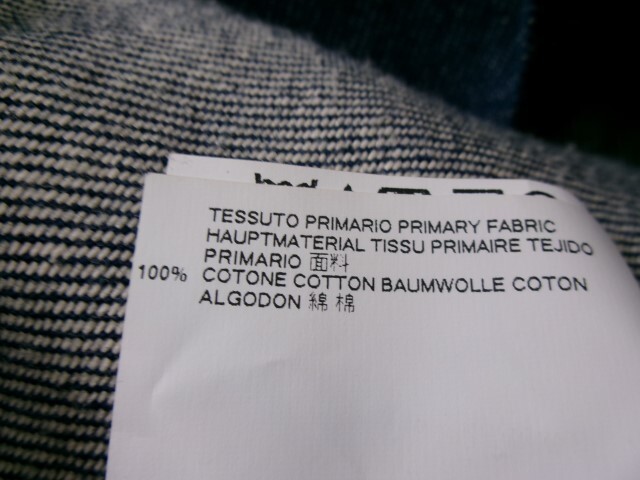 TESSUTO PRIMARIO PRIMARY FABRIC
HAUPTMATERIAL TISSU PRIMAIRE TEJIDO
PRIMARIO 面料
100% COTONE COTTON BAUMWOLLE COTON
ALGODON 綿 棉